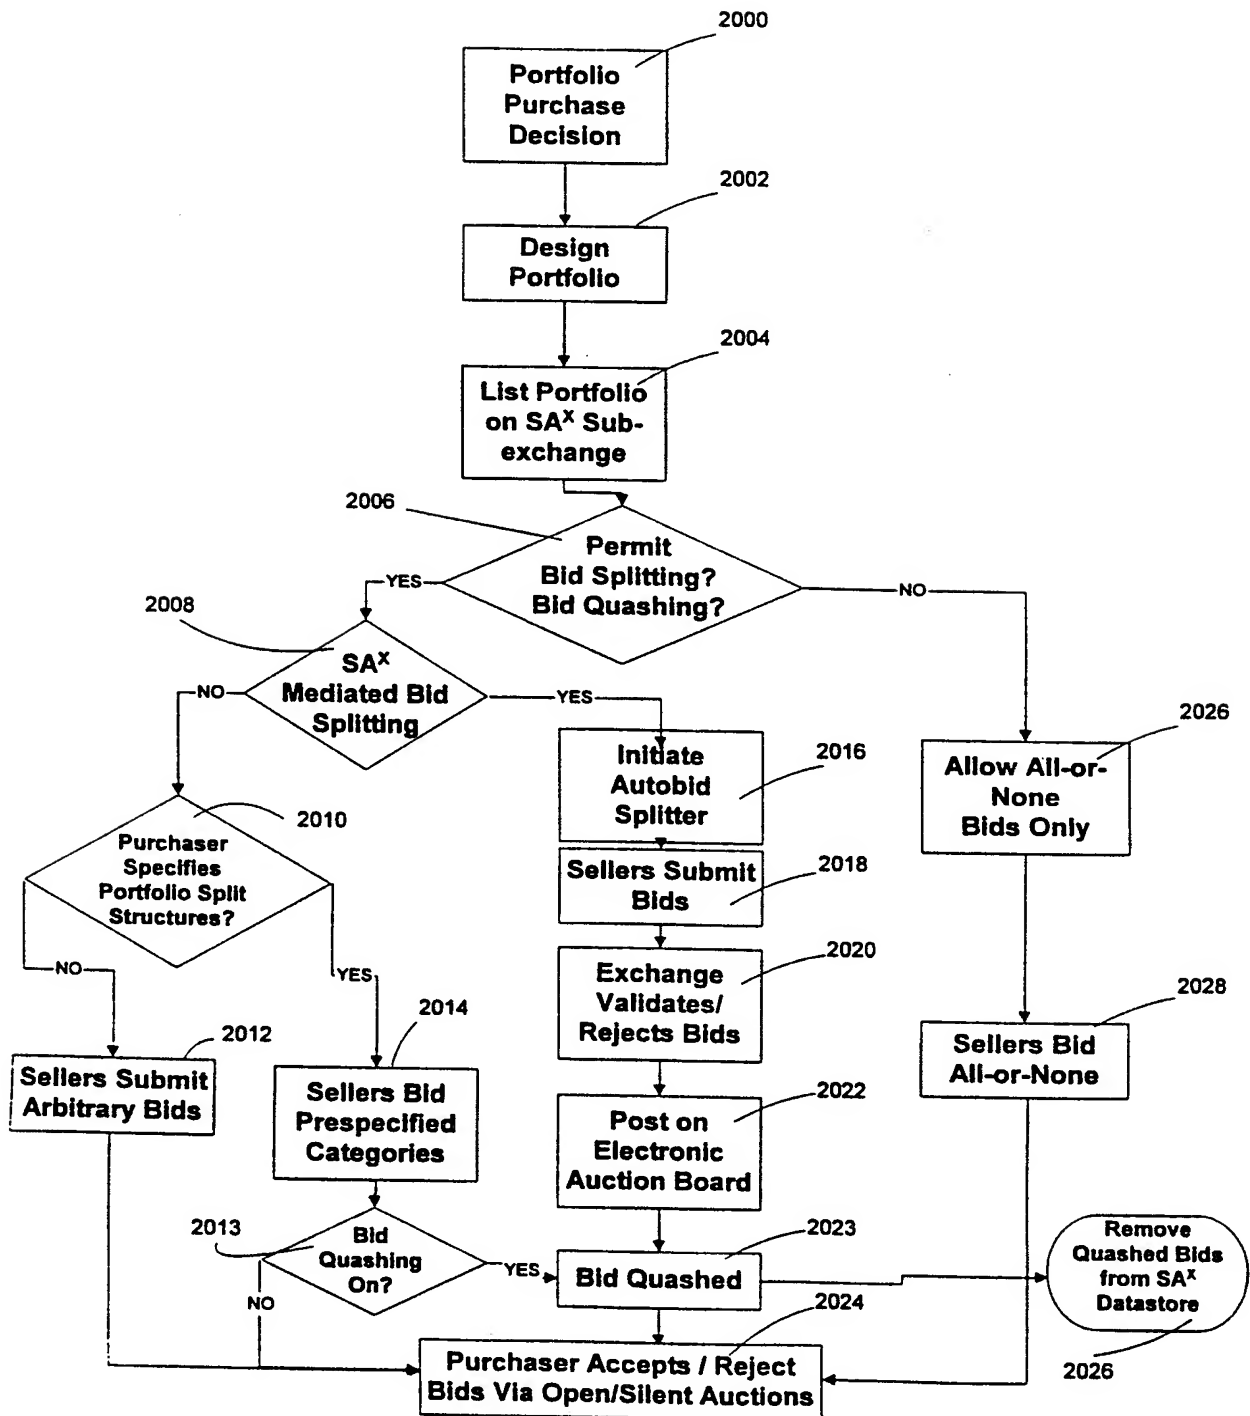 2000
Portfolio
Purchase
Decision
2002
Design
Portfolio
2004
List Portfolio
on SAX Sub-
exchange
2006
Permit
Bid Splitting?
Bid Quashing?
YES
NO
2008
SAX
Mediated Bid
Splitting
NO
YES
2010
Purchaser
Specifies
Portfolio Split
Structures?
NO
YES
2012
Sellers Submit
Arbitrary Bids
2014
Sellers Bid
Prespecified
Categories
2013
Bid
Quashing
On?
YES
NO
Initiate
Autobid
Splitter
2016
Sellers Submit
Bids
2018
Exchange
Validates/
Rejects Bids
2020
Post on
Electronic
Auction Board
2022
Bid Quashed
2023
2026
Allow All-or-
None
Bids Only
2028
Sellers Bid
All-or-None
Remove
Quashed Bids
from SAX
Datastore
2026
2024
Purchaser Accepts / Reject
Bids Via Open/Silent Auctions